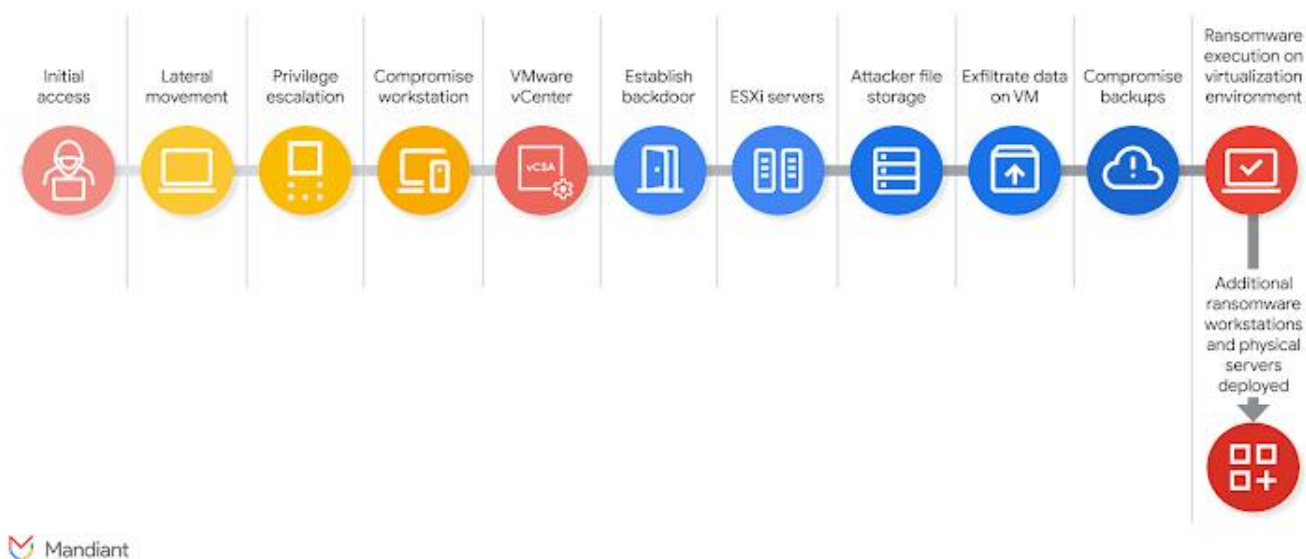 Initial
access
Lateral
movement
Privilege
escalation
Compromise
workstation
VMware
vCenter
Establish
backdoor
ESXi servers
Attacker file
storage
Exfiltrate data
on VM
Compromise
backups
Ransomware
execution on
virtualization
environment
vCSA
Additional
ransomware
workstations
and physical
servers
deployed
Mandiant